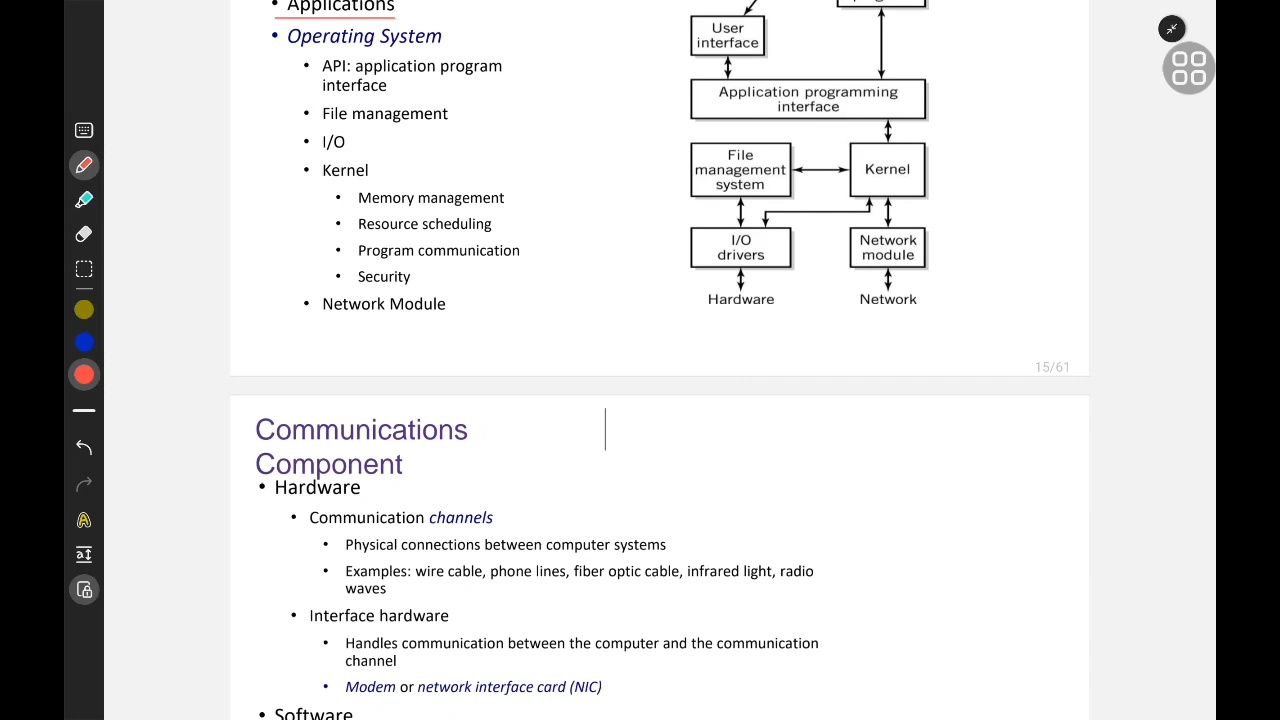 • Applications
• Operating System
• API: application program
interface
• File management
• I/O
• Kernel
• Memory management
• Resource scheduling
• Program communication
• Security
• Network Module
User
interface
Application programming
interface
File
management
system
Kernel
I/O
drivers
Network
module
Hardware
Network
15/61
Communications
Component
• Hardware
• Communication channels
• Physical connections between computer systems
• Examples: wire cable, phone lines, fiber optic cable, infrared light, radio
waves
• Interface hardware
• Handles communication between the computer and the communication
channel
• Modem or network interface card (NIC)
• Software